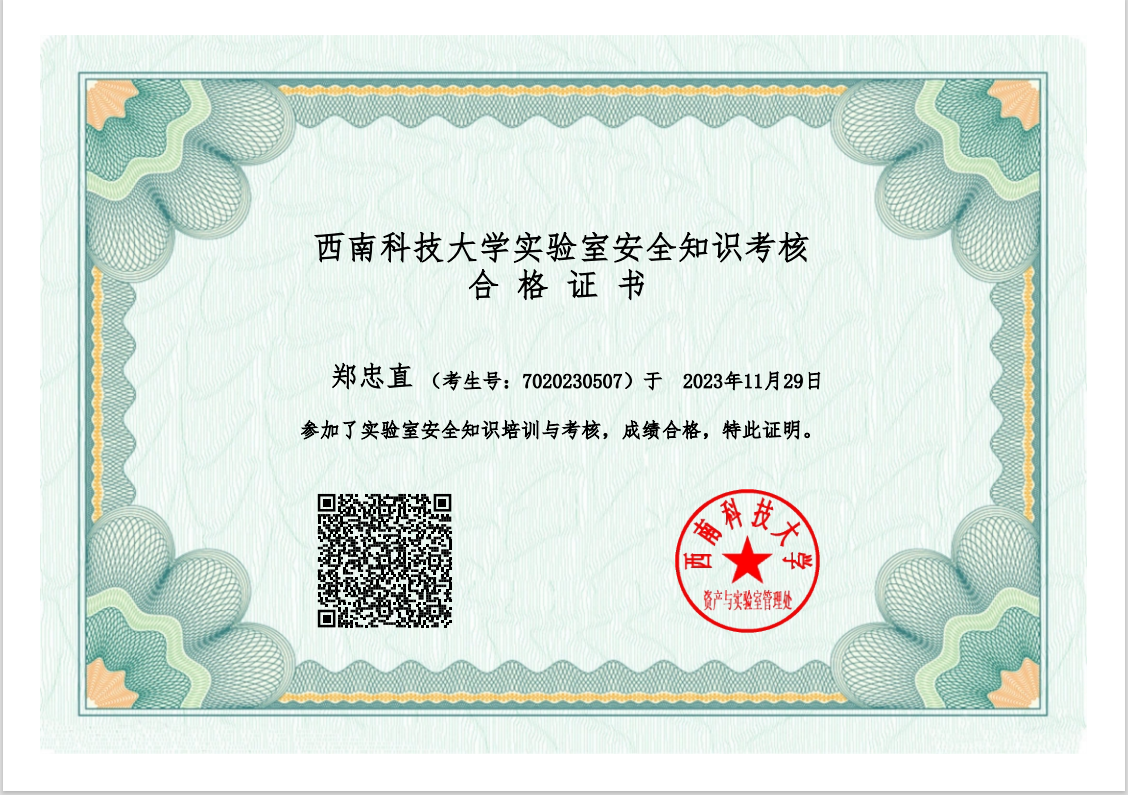 西南科技大学实验室安全知识考核
合格证书
郑忠直（考生号：7020230507）于 2023年11月29日
参加了实验室安全知识培训与考核，成绩合格，特此证明。
西南科技大学
资产与实验室管理处